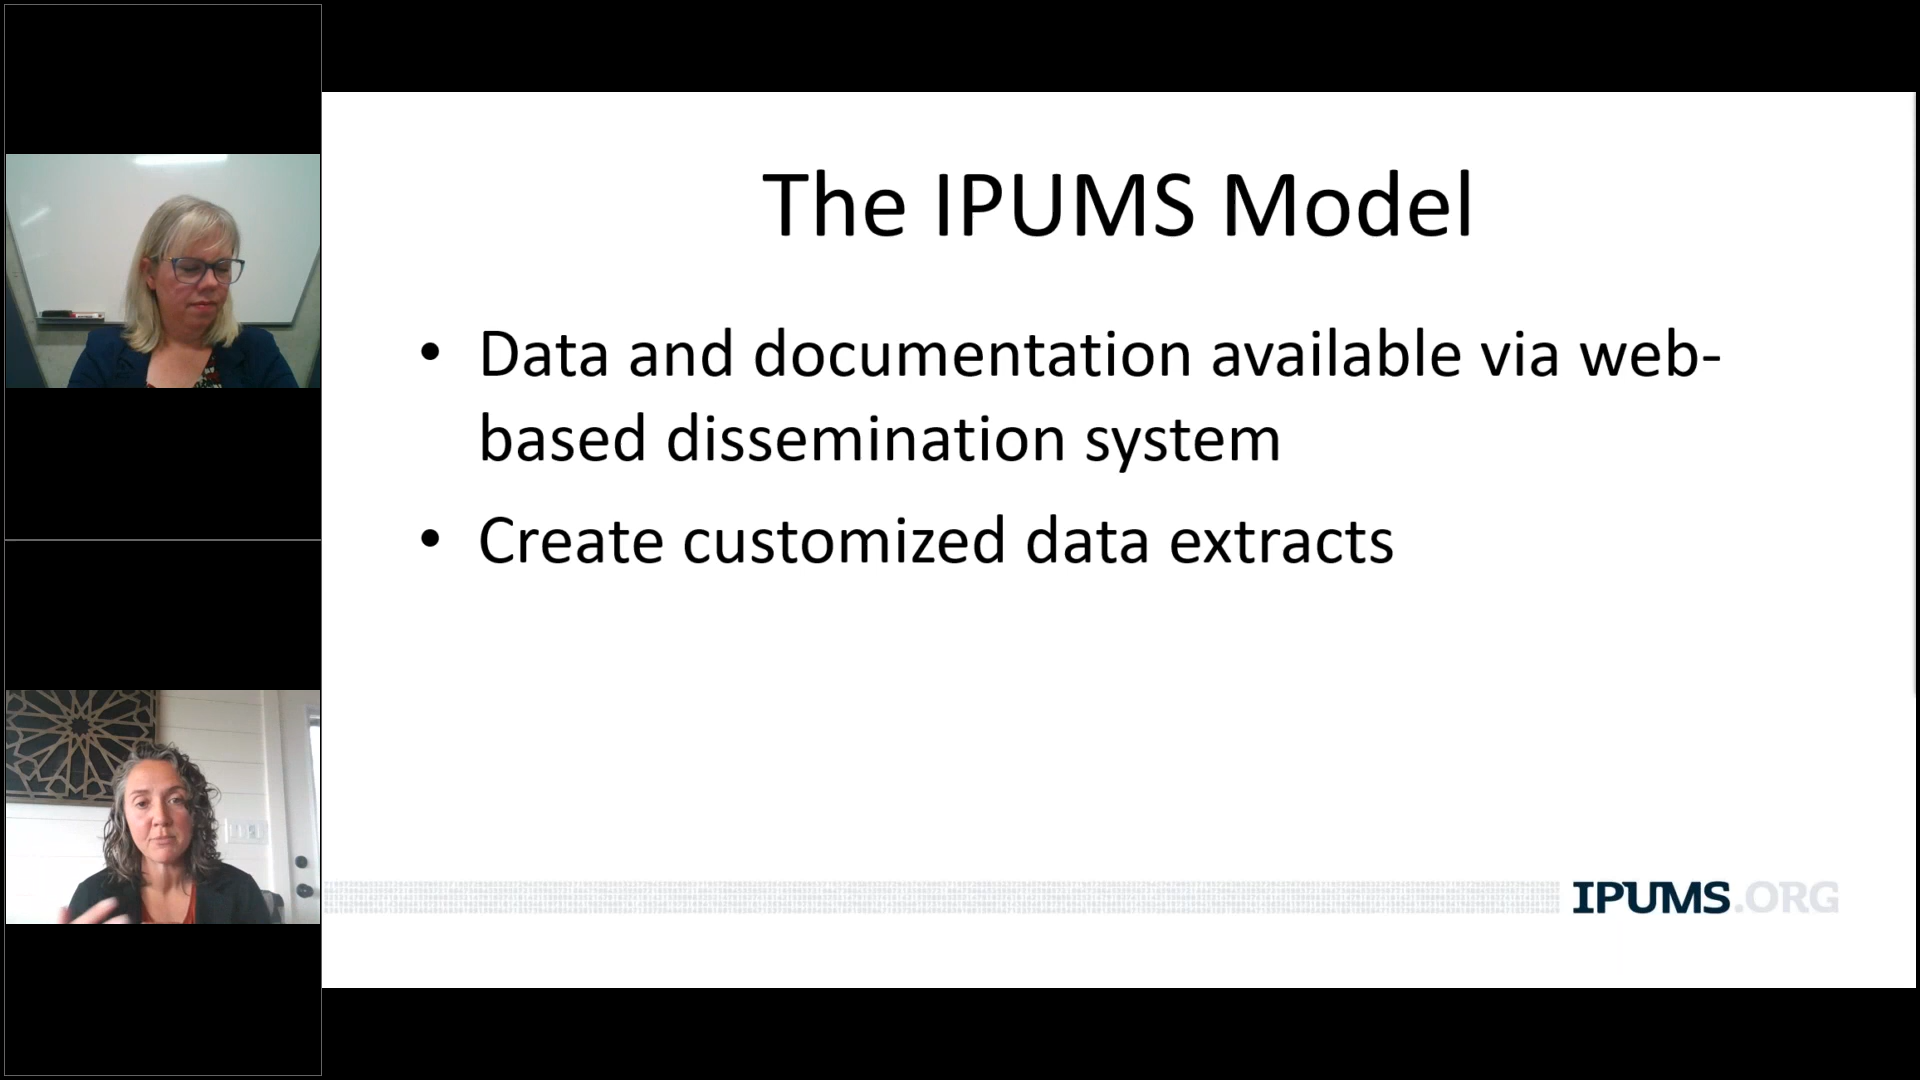 The IPUMS Model
• Data and documentation available via web-
based dissemination system
• Create customized data extracts
IPUMS.ORG